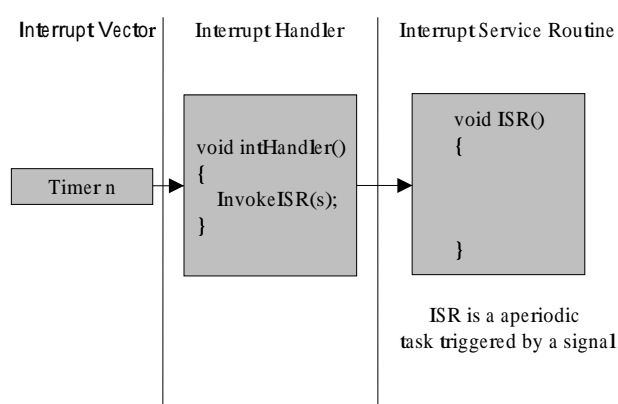 Interrupt Vector
Interrupt Handler
Interrupt Service Routine
Timer n
void intHandler()
{
InvokeISR(s);
}
void ISR()
{
}
ISR is a aperiodic
task triggered by a signal